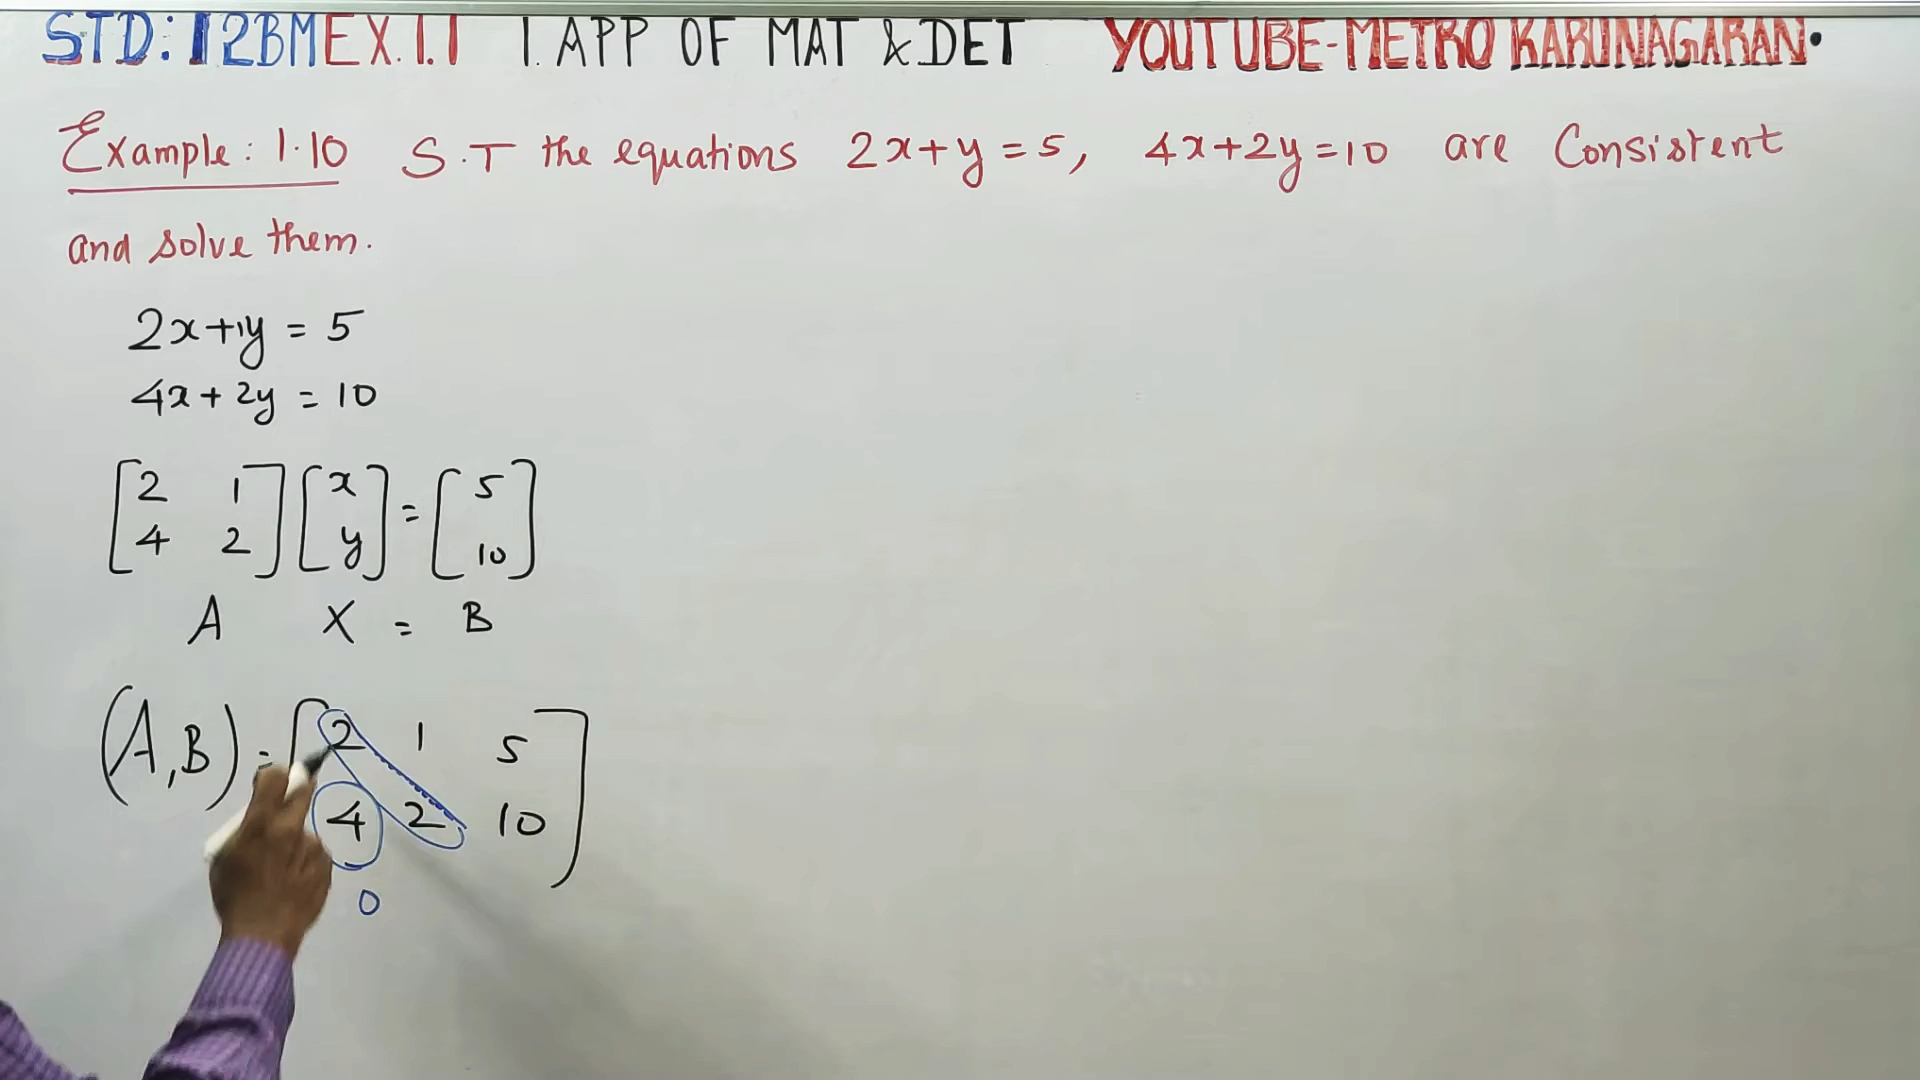 STD: 12BM EX.1.1 1. APP OF MAT & DET YOUTUBE-METRO KARUNAGARAN.
Example: 1.10 S.T the equations 2x+y=5, 4x+2y=10 are Consistent
and solve them.
2x+1y = 5
4x+2y = 10
[2 1] [x] = [5]
[4 2] [y] [10]
A X = B
(A,B) = [2 1 5]
[4 2 10]
0